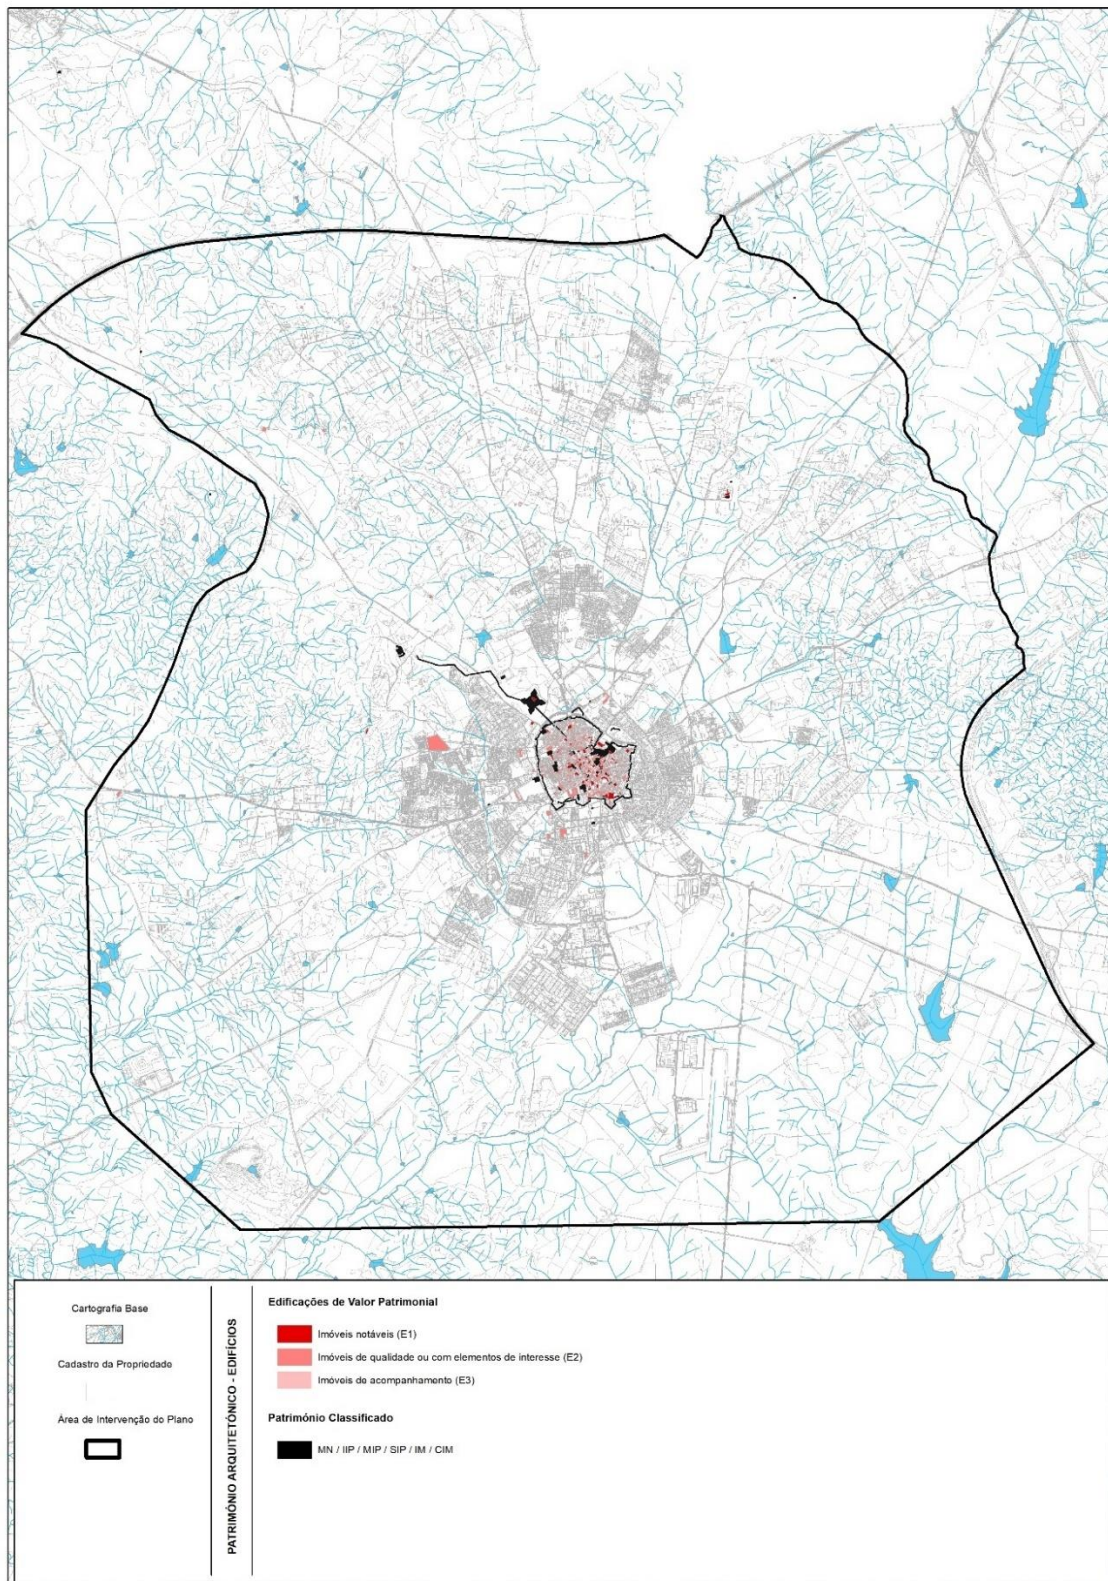 Cartografia Base
Cadastro da Propriedado
Área de Intervenção do Plano
PATRIMÓNIO ARQUITETÓNICO - EDIFÍCIOS
Edificações de Valor Patrimonial
Imóveis notáveis (E1)
Imóveis de qualidade ou com elementos de interesse (E2)
Imóveis de acompanhamento (E3)
Património Classificado
MN / IIP / MIP / SIP / IM / CIM